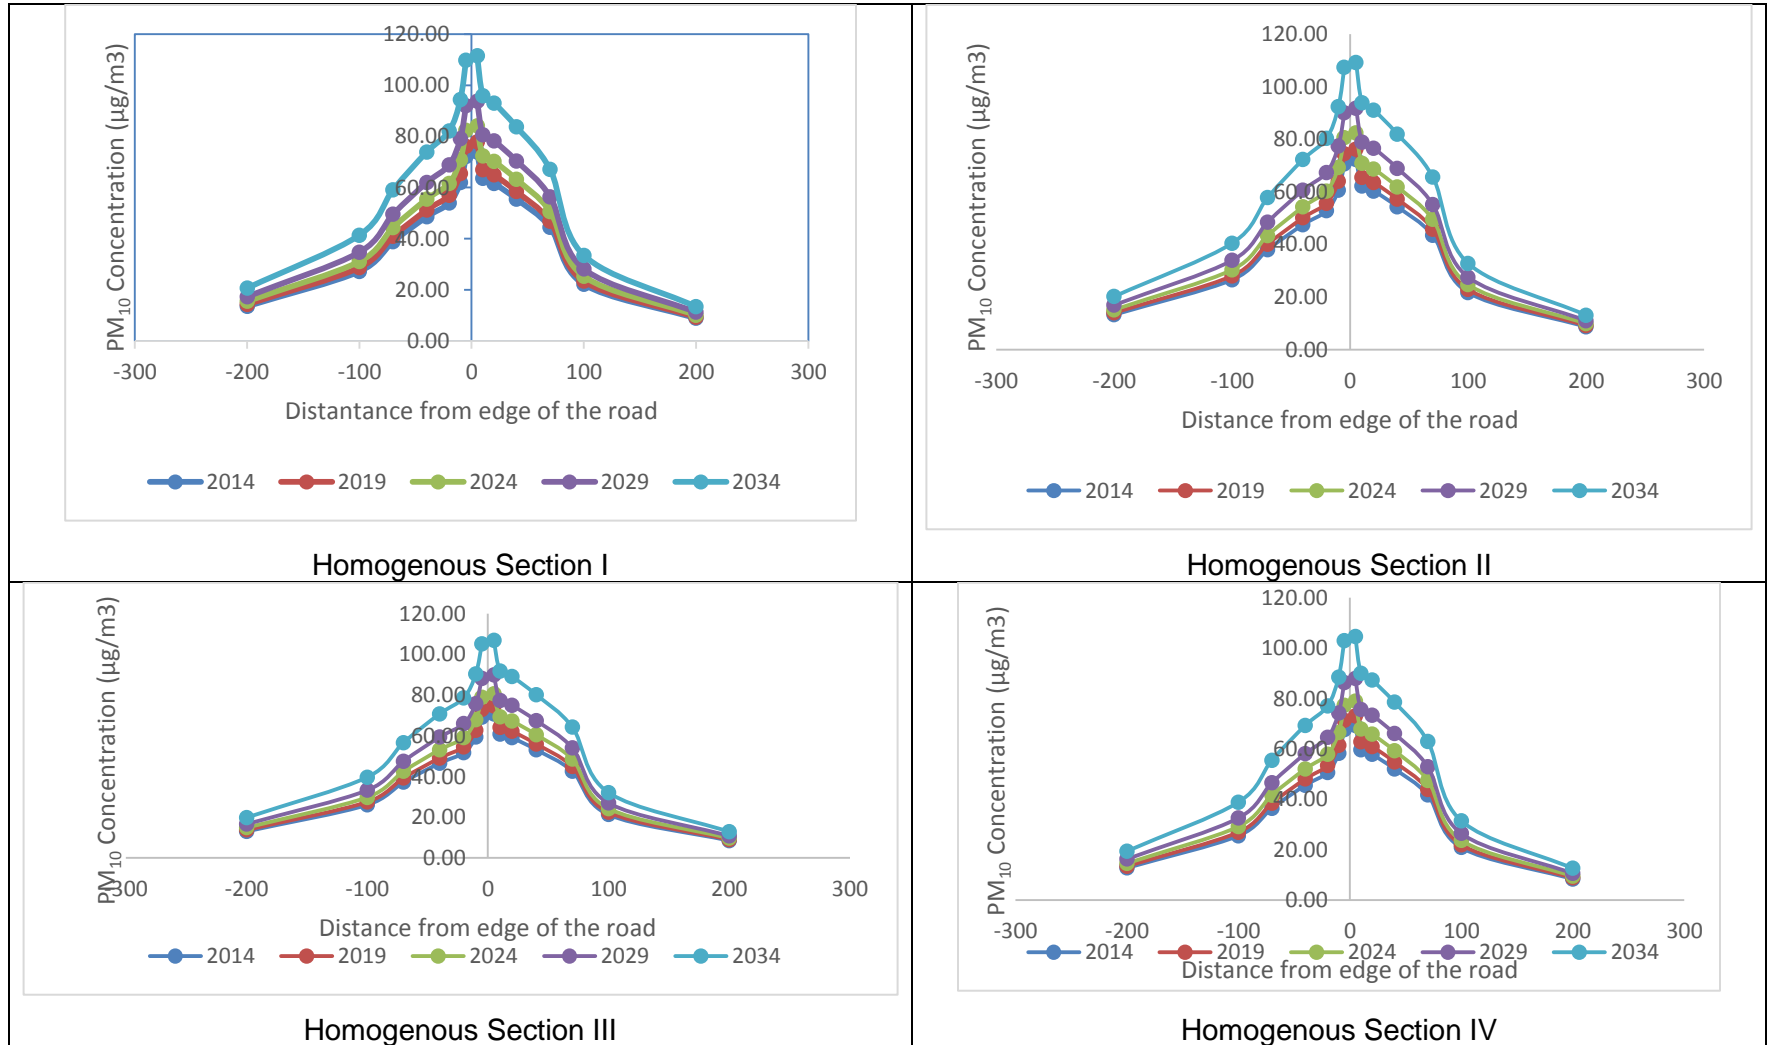 PM₁₀ Concentration (µg/m3)
120.00
100.00
80.00
60.00
40.00
20.00
0.00
-300 -200 -100 0 100 200 300
Distantance from edge of the road
2014 2019 2024 2029 2034
Homogenous Section I
PM₁₀ Concentration (µg/m3)
120.00
100.00
80.00
60.00
40.00
20.00
0.00
-300 -200 -100 0 100 200 300
Distance from edge of the road
2014 2019 2024 2029 2034
Homogenous Section II
PM₁₀ Concentration (µg/m3)
120.00
100.00
80.00
60.00
40.00
20.00
0.00
-300 -200 -100 0 100 200 300
Distance from edge of the road
2014 2019 2024 2029 2034
Homogenous Section III
PM₁₀ Concentration (µg/m3)
120.00
100.00
80.00
60.00
40.00
20.00
0.00
-300 -200 -100 0 100 200 300
2014 2019 2024 2029 2034
Distance from edge of the road
Homogenous Section IV